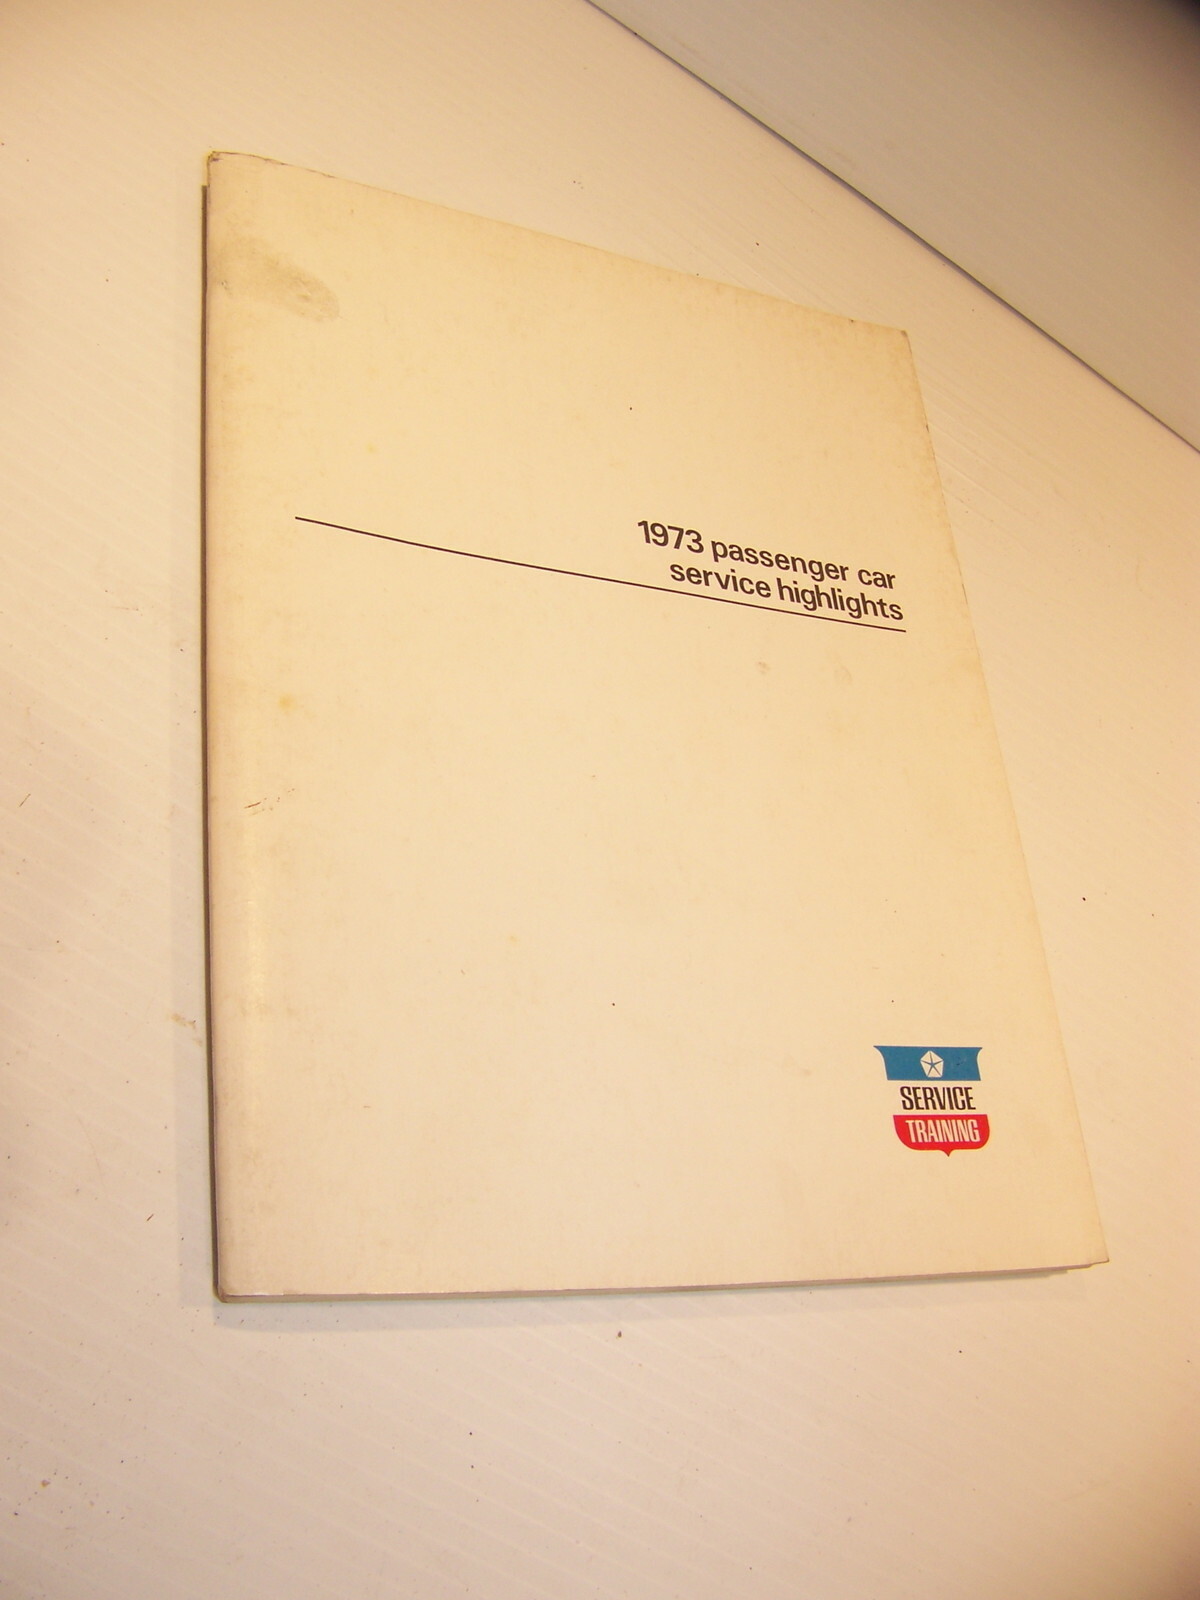 1973 passenger car
service highlights
SERVICE
TRAINING